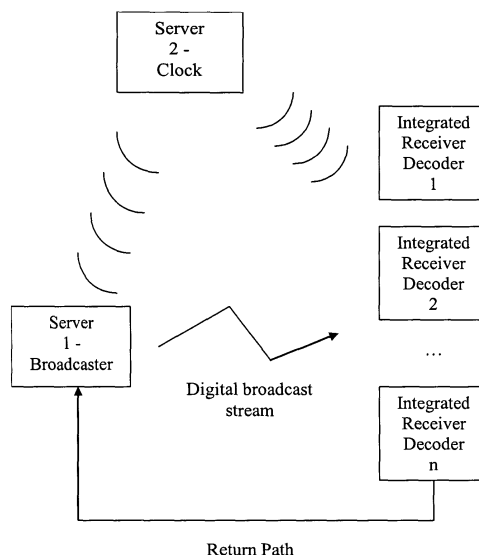 Server
2 -
Clock
Integrated
Receiver
Decoder
1
Integrated
Receiver
Decoder
2
...
Server
1 -
Broadcaster
Digital broadcast
stream
Integrated
Receiver
Decoder
n
Return Path